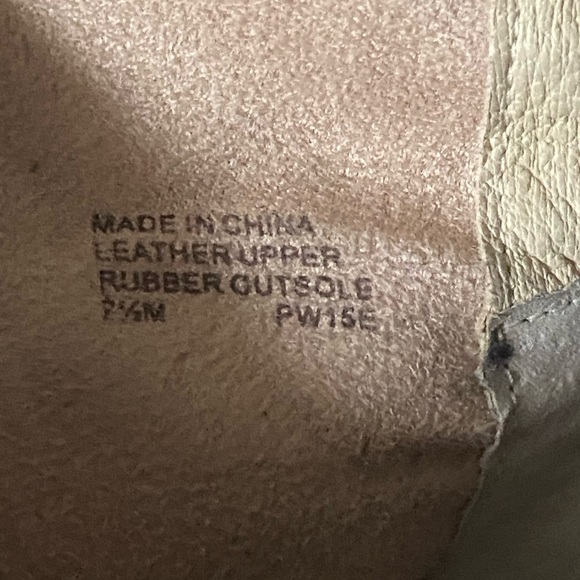 MADE IN CHINA
LEATHER UPPER
RUBBER OUTSOLE
7½M PW15E